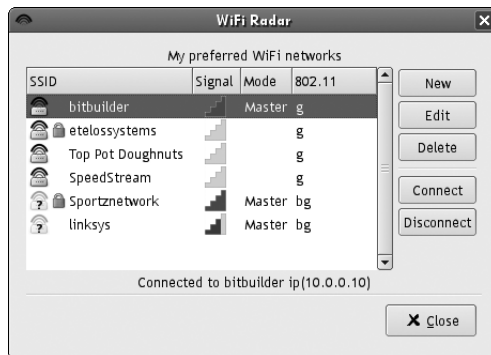 WiFi Radar
My preferred WiFi networks
SSID Signal Mode 802.11
bitbuilder Master g
etelossystems g
Top Pot Doughnuts g
SpeedStream g
Sportznetwork Master bg
linksys Master bg
New
Edit
Delete
Connect
Disconnect
Connected to bitbuilder ip(10.0.0.10)
Close